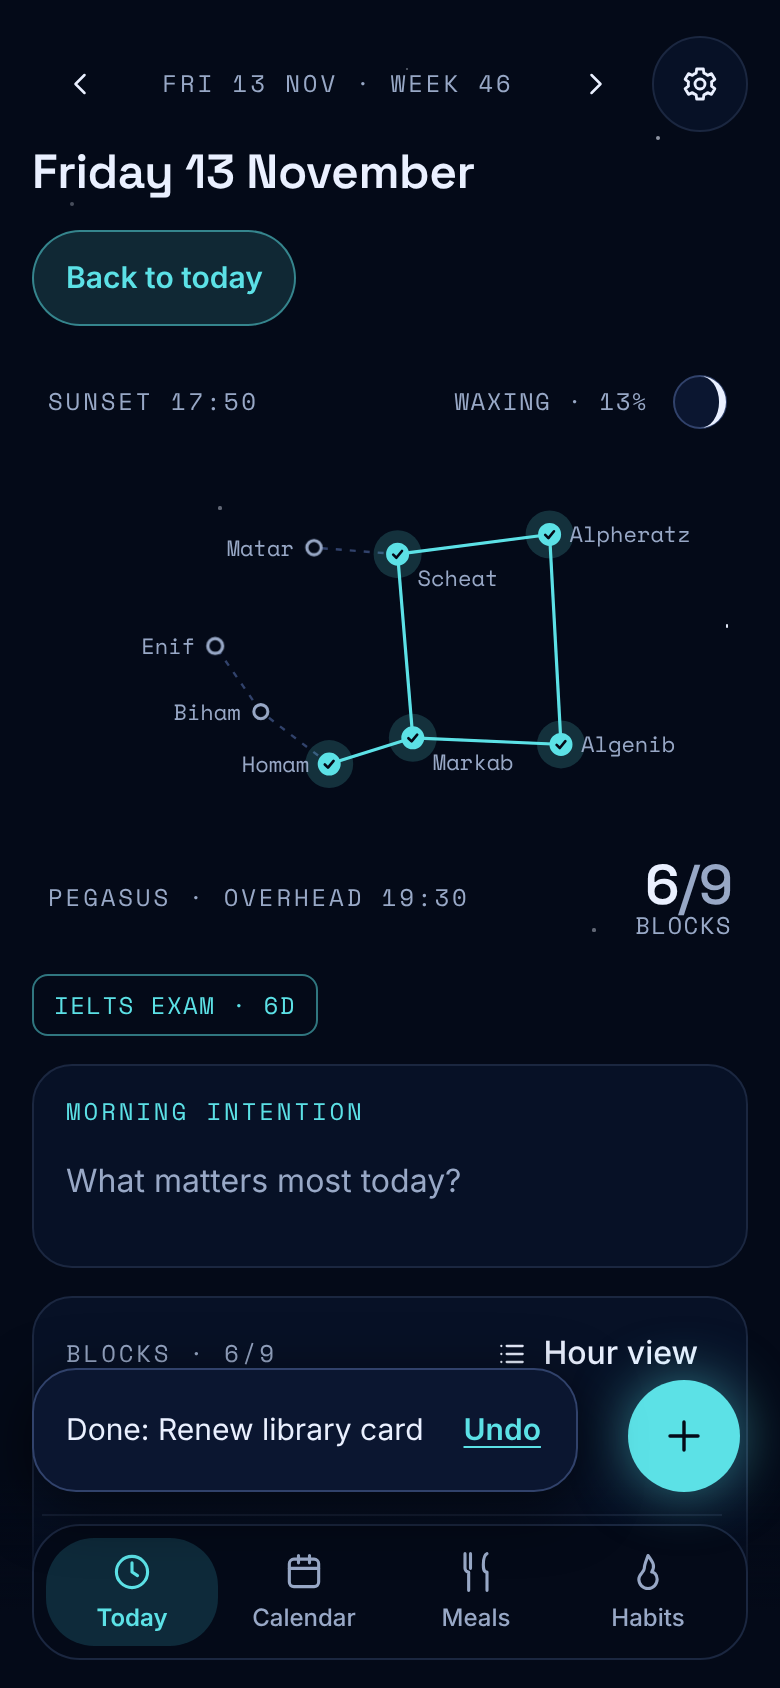 FRI 13 NOV · WEEK 46
Friday 13 November
Back to today
SUNSET 17:50
WAXING · 13%
Matar
Alpheratz
Scheat
Enif
Biham
Algenib
Homam
Markab
PEGASUS · OVERHEAD 19:30
6/9
BLOCKS
IELTS EXAM · 6D
MORNING INTENTION
What matters most today?
BLOCKS · 6/9
Hour view
Done: Renew library card Undo
Today Calendar Meals Habits